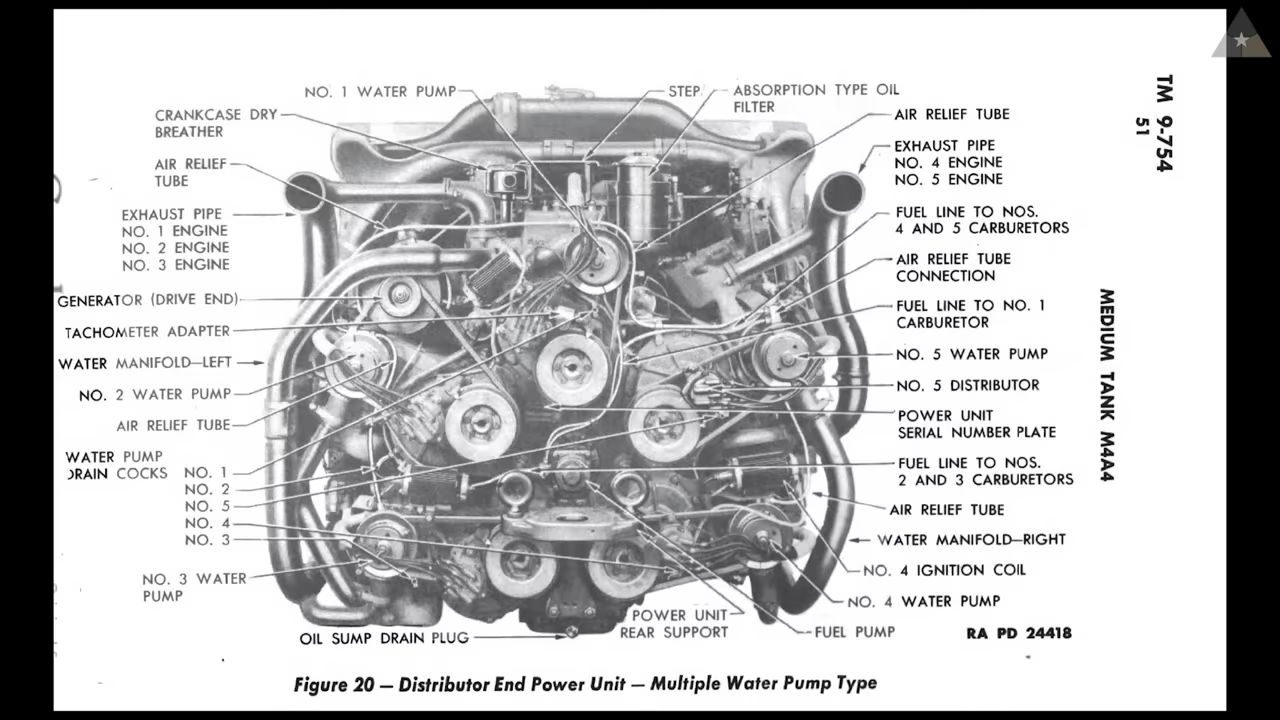 NO. 1 WATER PUMP
STEP
ABSORPTION TYPE OIL
FILTER
CRANKCASE DRY
BREATHER
AIR RELIEF
TUBE
EXHAUST PIPE
NO. 1 ENGINE
NO. 2 ENGINE
NO. 3 ENGINE
GENERATOR (DRIVE END)
TACHOMETER ADAPTER
WATER MANIFOLD—LEFT
NO. 2 WATER PUMP
AIR RELIEF TUBE
WATER PUMP
DRAIN COCKS
NO. 1
NO. 2
NO. 5
NO. 4
NO. 3
NO. 3 WATER
PUMP
OIL SUMP DRAIN PLUG
AIR RELIEF TUBE
EXHAUST PIPE
NO. 4 ENGINE
NO. 5 ENGINE
FUEL LINE TO NOS.
4 AND 5 CARBURETORS
AIR RELIEF TUBE
CONNECTION
FUEL LINE TO NO. 1
CARBURETOR
NO. 5 WATER PUMP
NO. 5 DISTRIBUTOR
POWER UNIT
SERIAL NUMBER PLATE
FUEL LINE TO NOS.
2 AND 3 CARBURETORS
AIR RELIEF TUBE
WATER MANIFOLD—RIGHT
NO. 4 IGNITION COIL
NO. 4 WATER PUMP
POWER UNIT
REAR SUPPORT
FUEL PUMP
RA PD 24418
Figure 20 — Distributor End Power Unit — Multiple Water Pump Type
TM 9-754
51
MEDIUM TANK M4A4